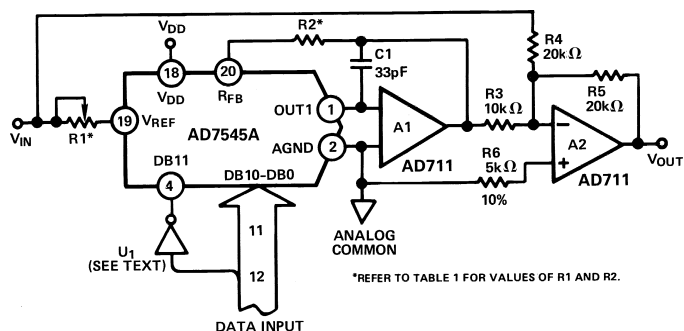 R2*
R4
20kΩ
VDD
C1
33pF
R5
20kΩ
18
20
VDD
RFB
R3
10kΩ
OUT1
1
VIN
R1*
19
VREF
AD7545A
A1
AGND
2
A2
R6
5kΩ
10%
AD711
AD711
VOUT
DB11
4
DB10–DB0
ANALOG
COMMON
U1
(SEE TEXT)
11
12
*REFER TO TABLE 1 FOR VALUES OF R1 AND R2.
DATA INPUT